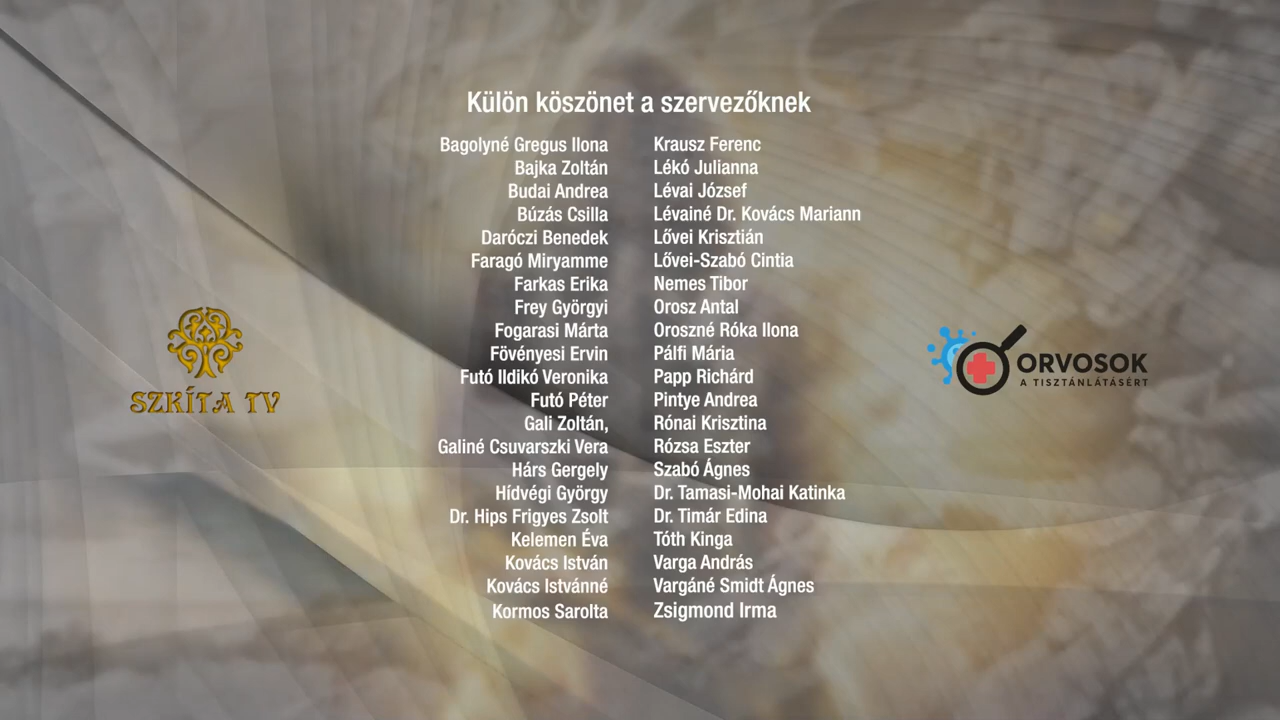 Külön köszönet a szervezőknek
Bagolyné Gregus Ilona
Bajka Zoltán
Budai Andrea
Búzás Csilla
Daróczi Benedek
Faragó Miryamme
Farkas Erika
Frey Györgyi
Fogarasi Márta
Fövényesi Ervin
Futó Ildikó Veronika
Futó Péter
Gali Zoltán,
Galiné Csuvarszki Vera
Hárs Gergely
Hídvégi György
Dr. Hips Frigyes Zsolt
Kelemen Éva
Kovács István
Kovács Istvánné
Kormos Sarolta
Krausz Ferenc
Lékó Julianna
Lévai József
Lévainé Dr. Kovács Mariann
Lővei Krisztián
Lővei-Szabó Cintia
Nemes Tibor
Orosz Antal
Oroszné Róka Ilona
Pálfi Mária
Papp Richárd
Pintye Andrea
Rónai Krisztina
Rózsa Eszter
Szabó Ágnes
Dr. Tamasi-Mohai Katinka
Dr. Timár Edina
Tóth Kinga
Varga András
Vargáné Smidt Ágnes
Zsigmond Irma
SZKÍTA TV
ORVOSOK
A TISZTÁNLÁTÁSÉRT